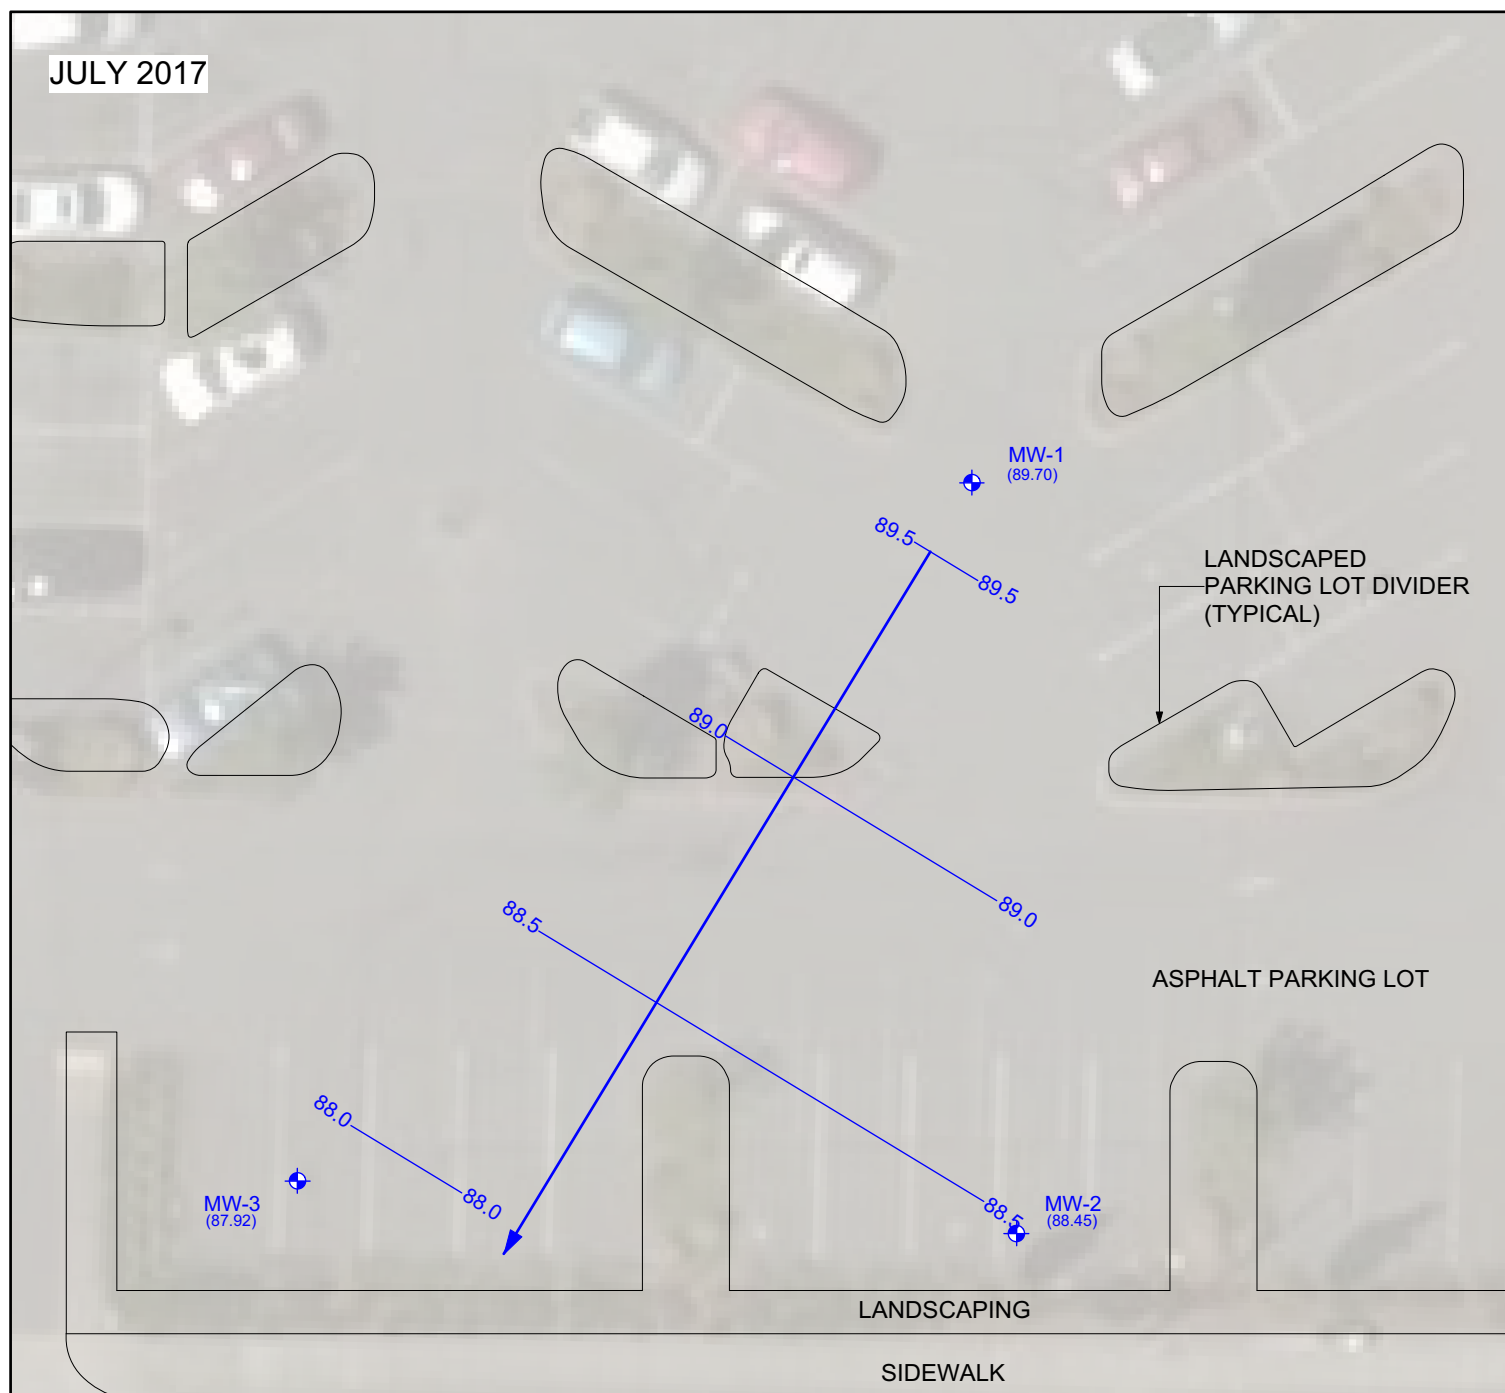 JULY 2017
MW-1
(89.70)
89.5
89.5
LANDSCAPED
PARKING LOT DIVIDER
(TYPICAL)
89.0
89.0
88.5
ASPHALT PARKING LOT
88.0
88.0
MW-3
(87.92)
88.5
MW-2
(88.45)
LANDSCAPING
SIDEWALK